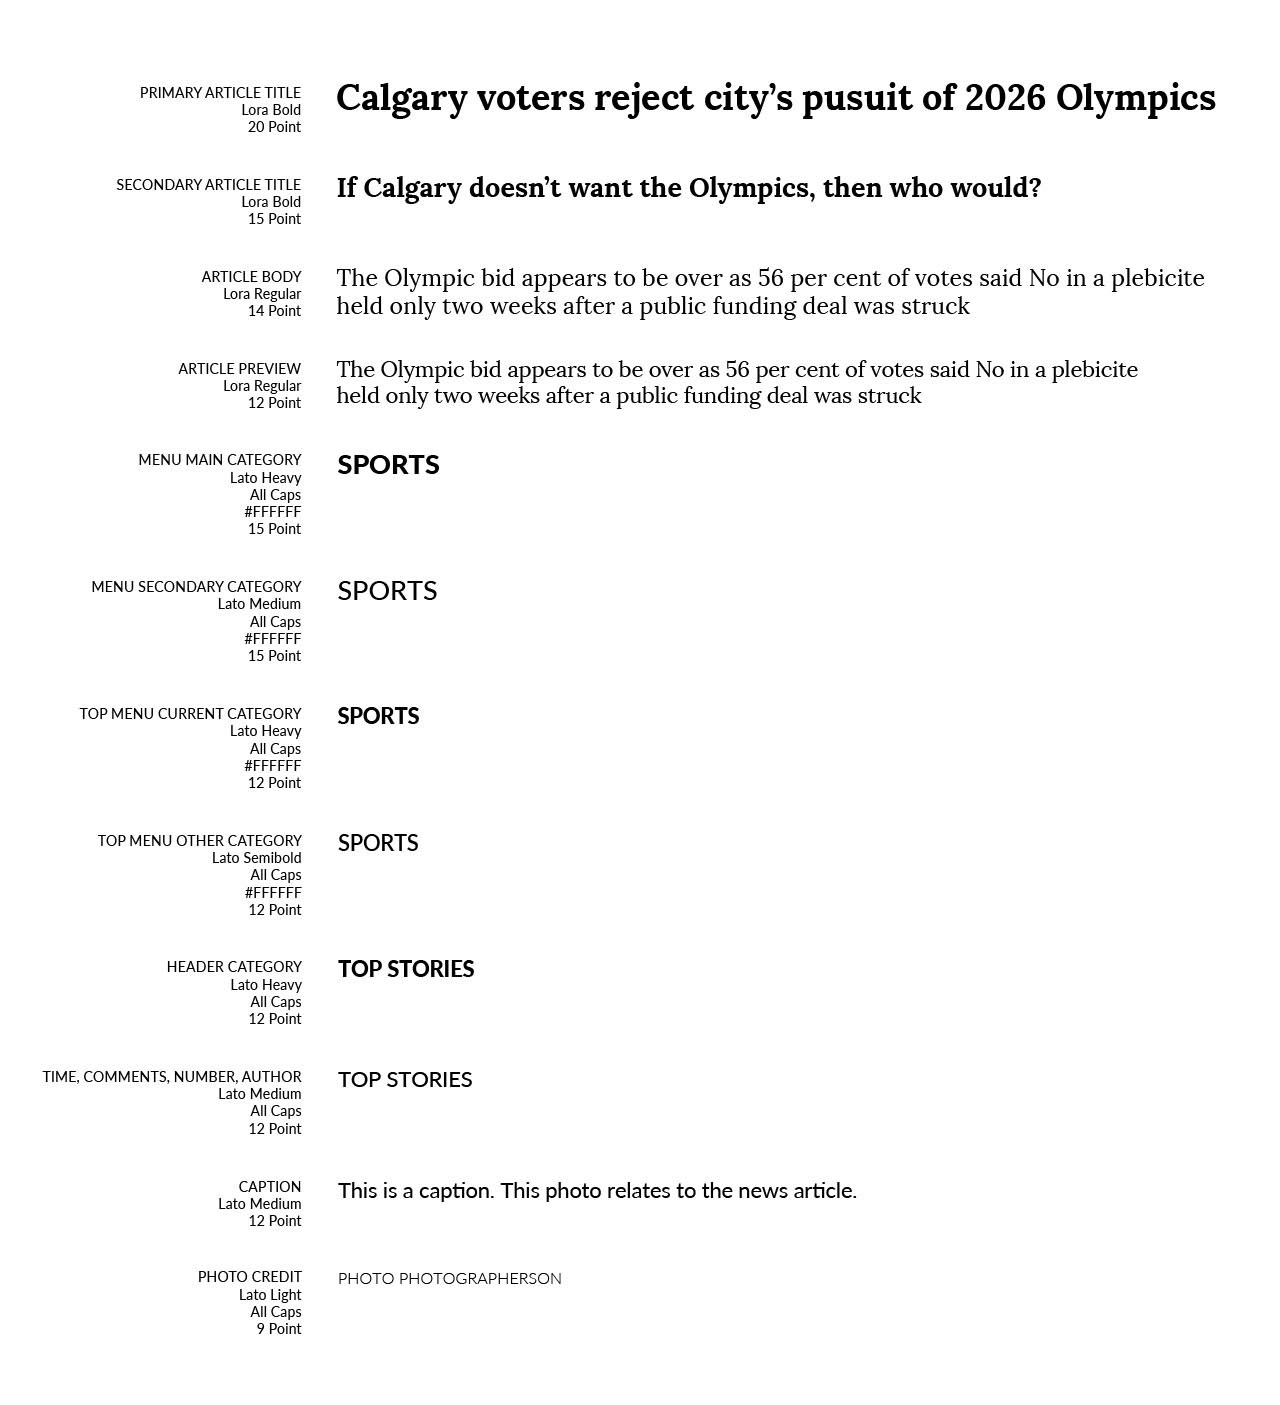 PRIMARY ARTICLE TITLE
Lora Bold
20 Point
Calgary voters reject city’s pusuit of 2026 Olympics
SECONDARY ARTICLE TITLE
Lora Bold
15 Point
If Calgary doesn’t want the Olympics, then who would?
ARTICLE BODY
Lora Regular
14 Point
The Olympic bid appears to be over as 56 per cent of votes said No in a plebicite
held only two weeks after a public funding deal was struck
ARTICLE PREVIEW
Lora Regular
12 Point
The Olympic bid appears to be over as 56 per cent of votes said No in a plebicite
held only two weeks after a public funding deal was struck
MENU MAIN CATEGORY
Lato Heavy
All Caps
#FFFFFF
15 Point
SPORTS
MENU SECONDARY CATEGORY
Lato Medium
All Caps
#FFFFFF
15 Point
SPORTS
TOP MENU CURRENT CATEGORY
Lato Heavy
All Caps
#FFFFFF
12 Point
SPORTS
TOP MENU OTHER CATEGORY
Lato Semibold
All Caps
#FFFFFF
12 Point
SPORTS
HEADER CATEGORY
Lato Heavy
All Caps
12 Point
TOP STORIES
TIME, COMMENTS, NUMBER, AUTHOR
Lato Medium
All Caps
12 Point
TOP STORIES
CAPTION
Lato Medium
12 Point
This is a caption. This photo relates to the news article.
PHOTO CREDIT
Lato Light
All Caps
9 Point
PHOTO PHOTOGRAPHERSON